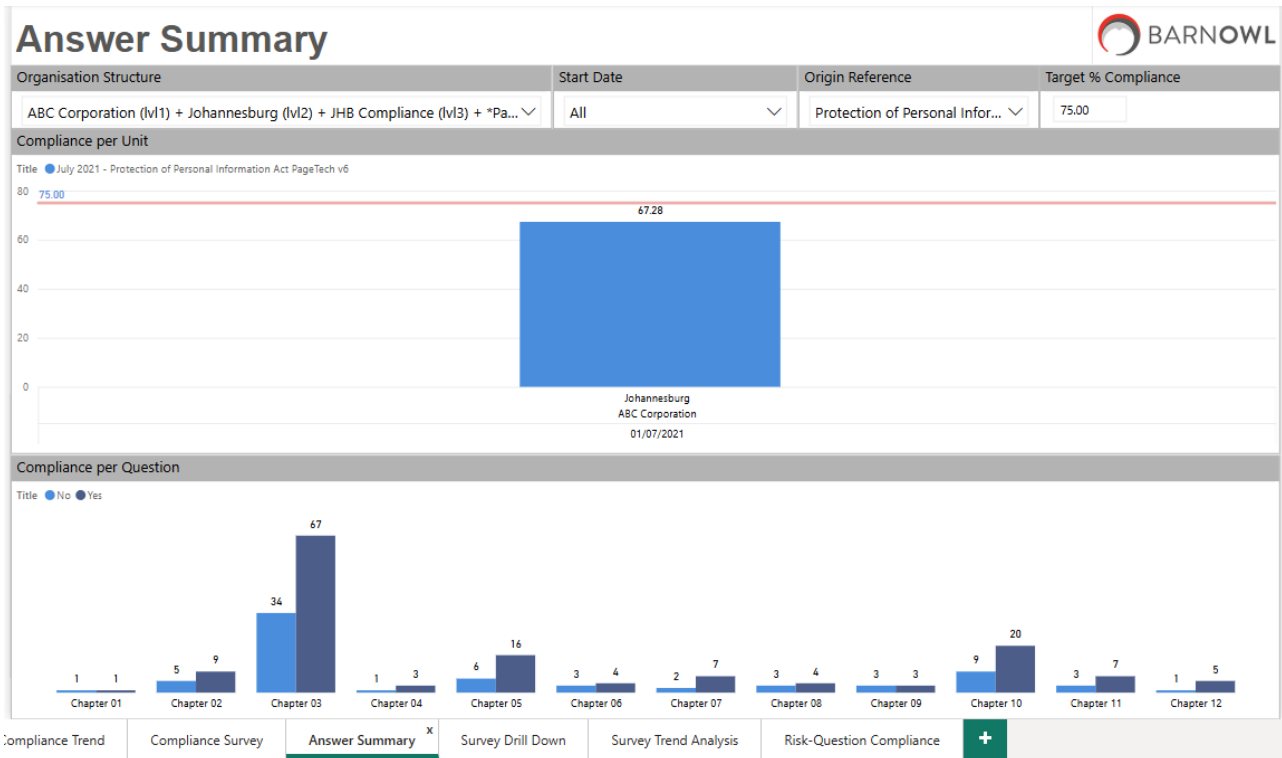 Answer Summary
BARNOWL
Organisation Structure
Start Date
Origin Reference
Target % Compliance
ABC Corporation (lvl1) + Johannesburg (lvl2) + JHB Compliance (lvl3) + *Pa...
All
Protection of Personal Infor...
75.00
Compliance per Unit
Title July 2021 - Protection of Personal Information Act PageTech v6
80
75.00
67.28
60
40
20
0
Johannesburg
ABC Corporation
01/07/2021
Compliance per Question
Title No Yes
1 1
5 9
34 67
1 3
6 16
3 4
2 7
3 4
3 3
9 20
3 7
1 5
Chapter 01 Chapter 02 Chapter 03 Chapter 04 Chapter 05 Chapter 06 Chapter 07 Chapter 08 Chapter 09 Chapter 10 Chapter 11 Chapter 12
Compliance Trend
Compliance Survey
Answer Summary x
Survey Drill Down
Survey Trend Analysis
Risk-Question Compliance
+